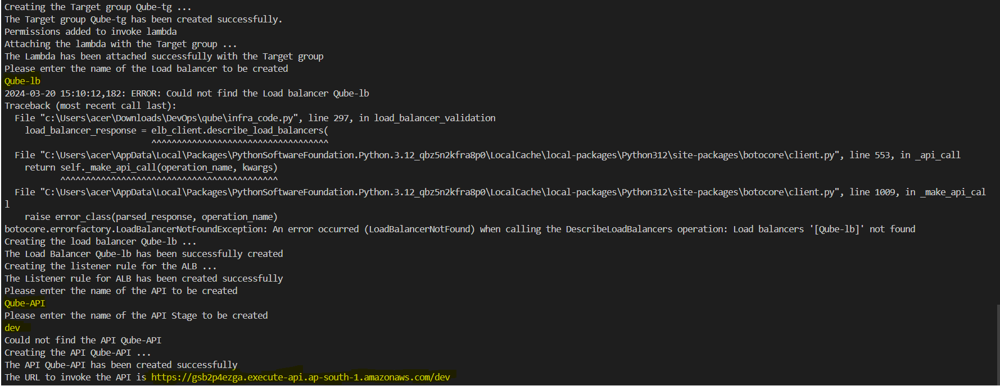 Creating the Target group Qube-tg ...
The Target group Qube-tg has been created successfully.
Permissions added to invoke lambda
Attaching the lambda with the Target group ...
The Lambda has been attached successfully with the Target group
Please enter the name of the Load balancer to be created
Qube-lb
2024-03-20 15:10:12,182: ERROR: Could not find the Load balancer Qube-lb
Traceback (most recent call last):
  File "c:\Users\acer\Downloads\DevOps\qube\infra_code.py", line 297, in load_balancer_validation
    load_balancer_response = elb_client.describe_load_balancers(
                             ^^^^^^^^^^^^^^^^^^^^^^^^^^^^^^^^^^^
  File "C:\Users\acer\AppData\Local\Packages\PythonSoftwareFoundation.Python.3.12_qbz5n2kfra8p0\LocalCache\local-packages\Python312\site-packages\botocore\client.py", line 553, in _api_call
    return self._make_api_call(operation_name, kwargs)
           ^^^^^^^^^^^^^^^^^^^^^^^^^^^^^^^^^^^^^^^^^^^
  File "C:\Users\acer\AppData\Local\Packages\PythonSoftwareFoundation.Python.3.12_qbz5n2kfra8p0\LocalCache\local-packages\Python312\site-packages\botocore\client.py", line 1009, in _make_api_cal
l
    raise error_class(parsed_response, operation_name)
botocore.errorfactory.LoadBalancerNotFoundException: An error occurred (LoadBalancerNotFound) when calling the DescribeLoadBalancers operation: Load balancers '[Qube-lb]' not found
Creating the load balancer Qube-lb ...
The Load Balancer Qube-lb has been successfully created
Creating the listener rule for the ALB ...
The Listener rule for ALB has been created successfully
Please enter the name of the API to be created
Qube-API
Please enter the name of the API Stage to be created
dev
Could not find the API Qube-API
Creating the API Qube-API ...
The API Qube-API has been created successfully
The URL to invoke the API is https://gsb2p4ezga.execute-api.ap-south-1.amazonaws.com/dev